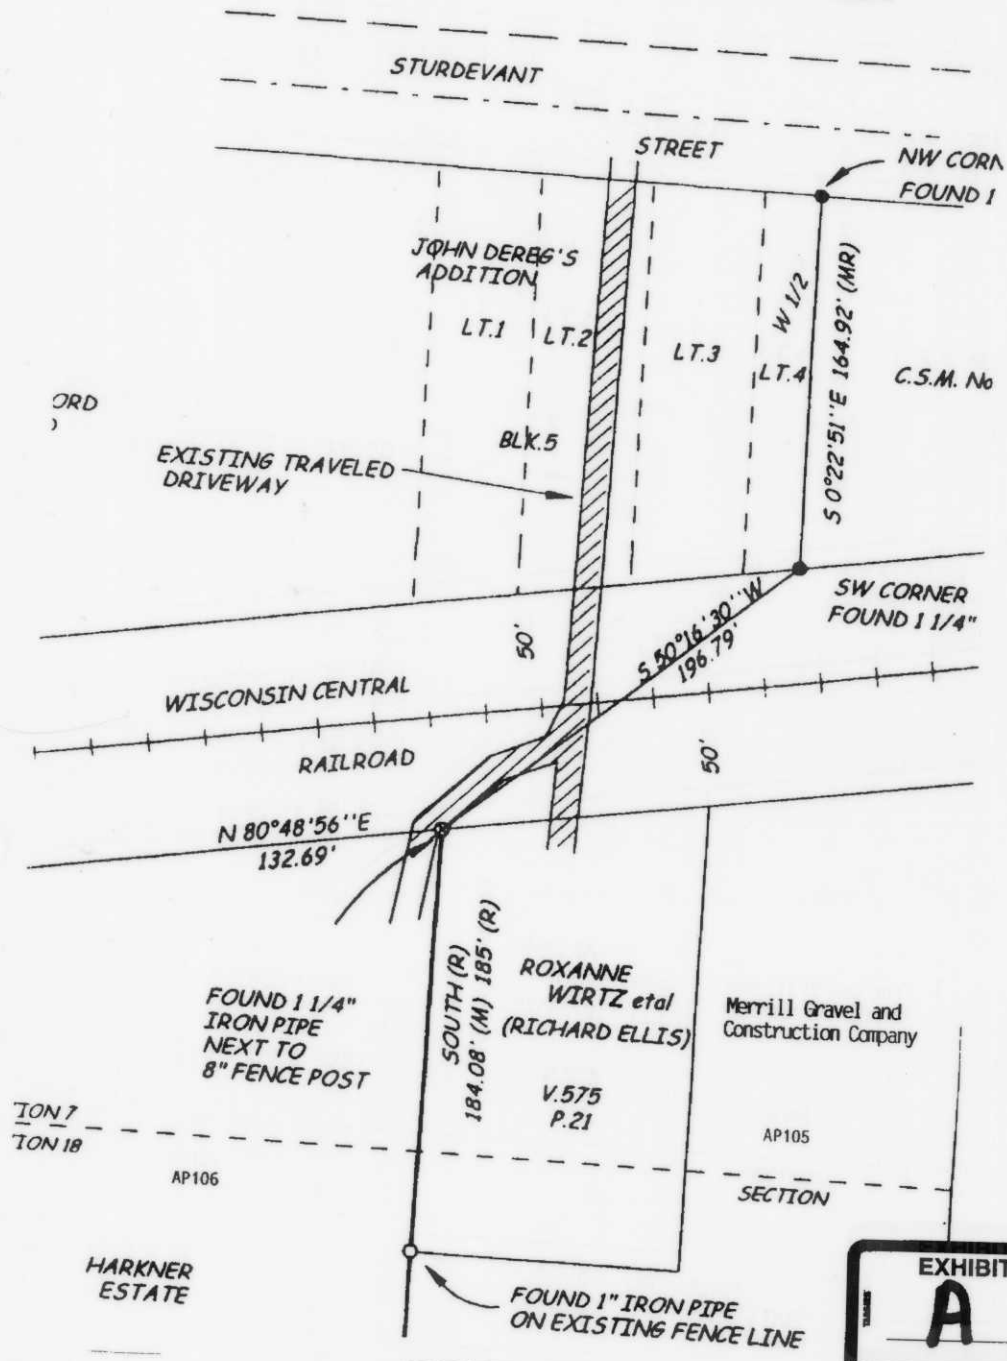 STURDEVANT
STREET
NW CORN
FOUND 1
JOHN DEREG'S
ADDITION
LT.1
LT.2
LT.3
W 1/2
LT.4
S 0°22'51''E 164.92' (MR)
C.S.M. No
ORD
BLK.5
EXISTING TRAVELED
DRIVEWAY
SW CORNER
FOUND 1 1/4"
50'
S 50°16'30''W
196.79'
WISCONSIN CENTRAL
RAILROAD
50'
N 80°48'56''E
132.69'
SOUTH (R)
184.08' (M) 185' (R)
ROXANNE
WIRTZ etal
(RICHARD ELLIS)
Merrill Gravel and
Construction Company
FOUND 1 1/4"
IRON PIPE
NEXT TO
8" FENCE POST
V.575
P.21
TION 7
TION 18
AP105
AP106
SECTION
HARKNER
ESTATE
FOUND 1" IRON PIPE
ON EXISTING FENCE LINE
EXHIBIT
A